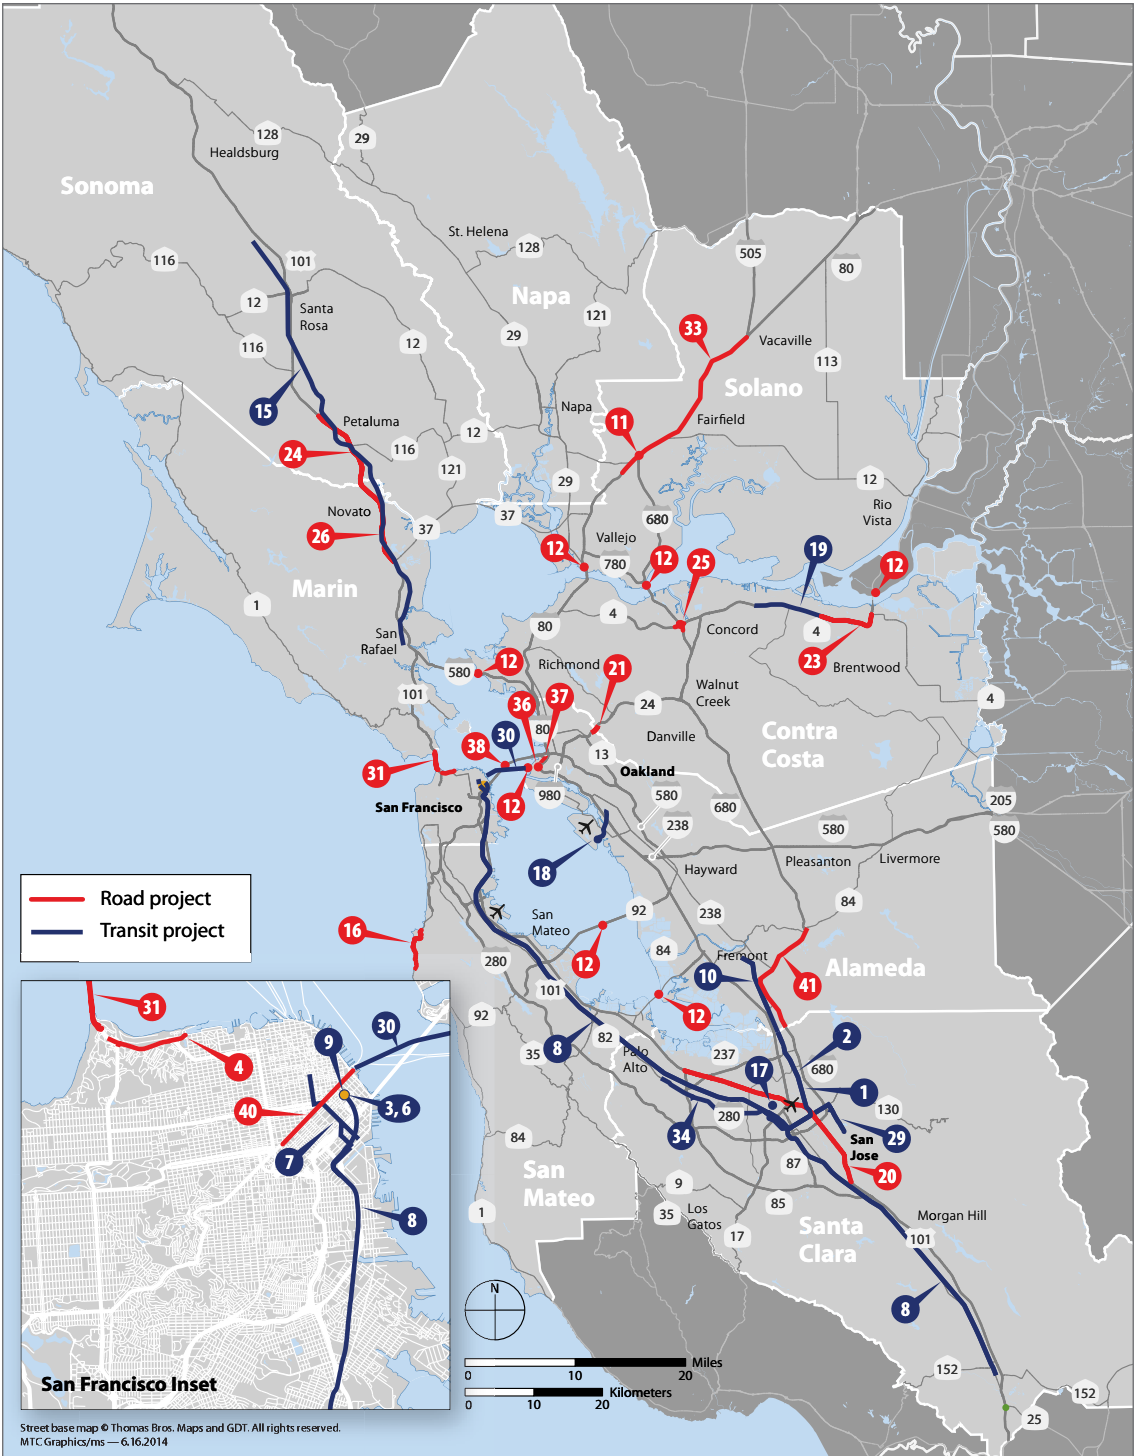 128
29
Healdsburg
Sonoma
St. Helena
128
116
101
505
80
12
Santa
Rosa
Napa
121
116
12
29
33
Vacaville
113
Solano
15
Petaluma
Napa
11
Fairfield
24
116
12
121
29
12
Rio
Vista
Novato
26
37
37
680
Vallejo
12
780
12
25
19
12
Marin
1
4
80
Concord
4
23
Brentwood
San
Rafael
580
12
Richmond
21
101
36
37
24
Walnut
Creek
4
38
30
80
13
Danville
Contra
Costa
31
Oakland
San Francisco
12
980
580
680
205
238
580
580
18
Hayward
Pleasanton
Livermore
Road project
Transit project
16
San
Mateo
92
238
84
12
84
280
Fremont
10
41
Alameda
101
12
92
82
8
35
Palo
Alto
237
2
680
17
1
130
280
29
34
San
Jose
84
87
20
San
Mateo
9
85
1
35
Los
Gatos
17
Santa
Clara
Morgan Hill
101
8
152
152
25
31
30
9
4
3, 6
40
7
8
San Francisco Inset
N
Miles
0
10
20
Kilometers
0
10
20
Street base map © Thomas Bros. Maps and GDT. All rights reserved.
MTC Graphics/ms — 6.16.2014